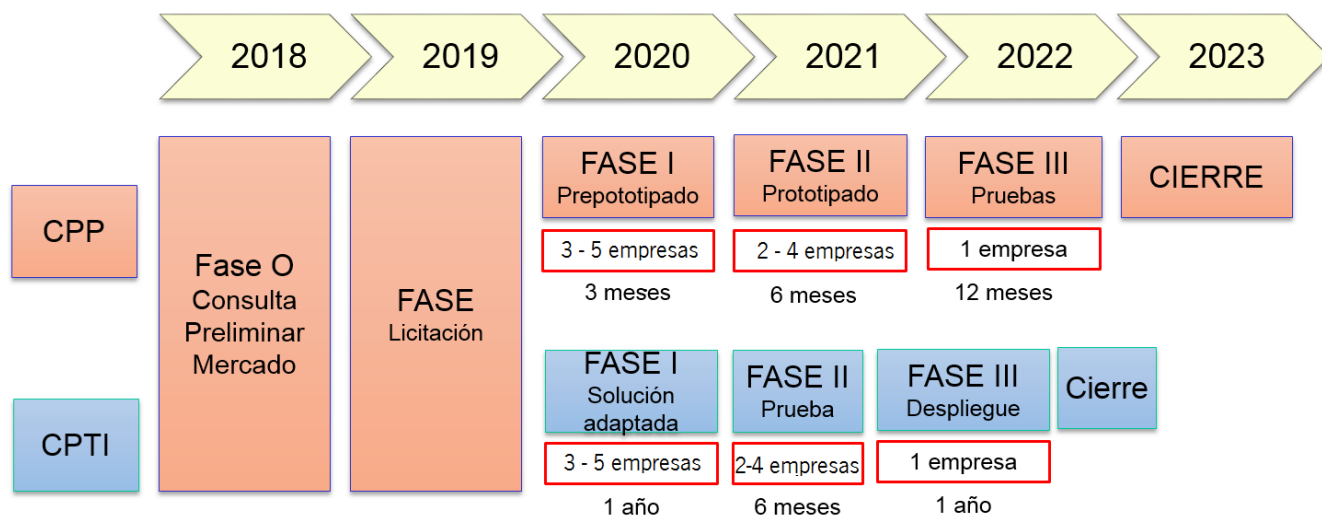 2018
2019
2020
2021
2022
2023
CPP
Fase O
Consulta
Preliminar
Mercado
FASE
Licitación
FASE I
Prepototipado
3 - 5 empresas
3 meses
FASE II
Prototipado
2 - 4 empresas
6 meses
FASE III
Pruebas
1 empresa
12 meses
CIERRE
CPTI
FASE I
Solución
adaptada
3 - 5 empresas
1 año
FASE II
Prueba
2-4 empresas
6 meses
FASE III
Despliegue
1 empresa
1 año
Cierre